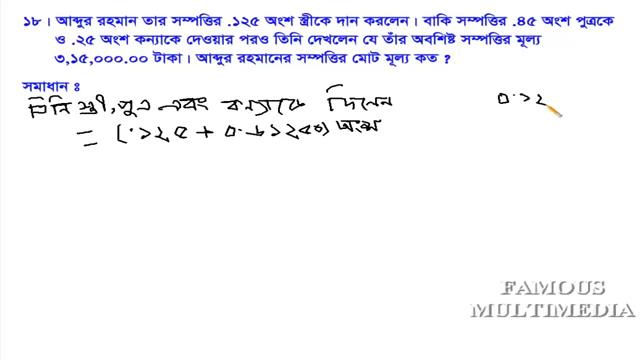 ১৮। আব্দুর রহমান তার সম্পত্তির .১২৫ অংশ স্ত্রীকে দান করলেন। বাকি সম্পত্তির .৪৫ অংশ পুত্রকে
ও .২৫ অংশ কন্যাকে দেওয়ার পরও তিনি দেখলেন যে তাঁর অবশিষ্ট সম্পত্তির মূল্য
৩,১৫,০০০.০০ টাকা। আব্দুর রহমানের সম্পত্তির মোট মূল্য কত ?
সমাধান ঃ
তিনি স্ত্রী, পুত্র এবং কন্যাকে দিলেন
= (.১২৫ + ০.৬১২৫০) অংশ
০.১২
FAMOUS
MULTIMEDIA